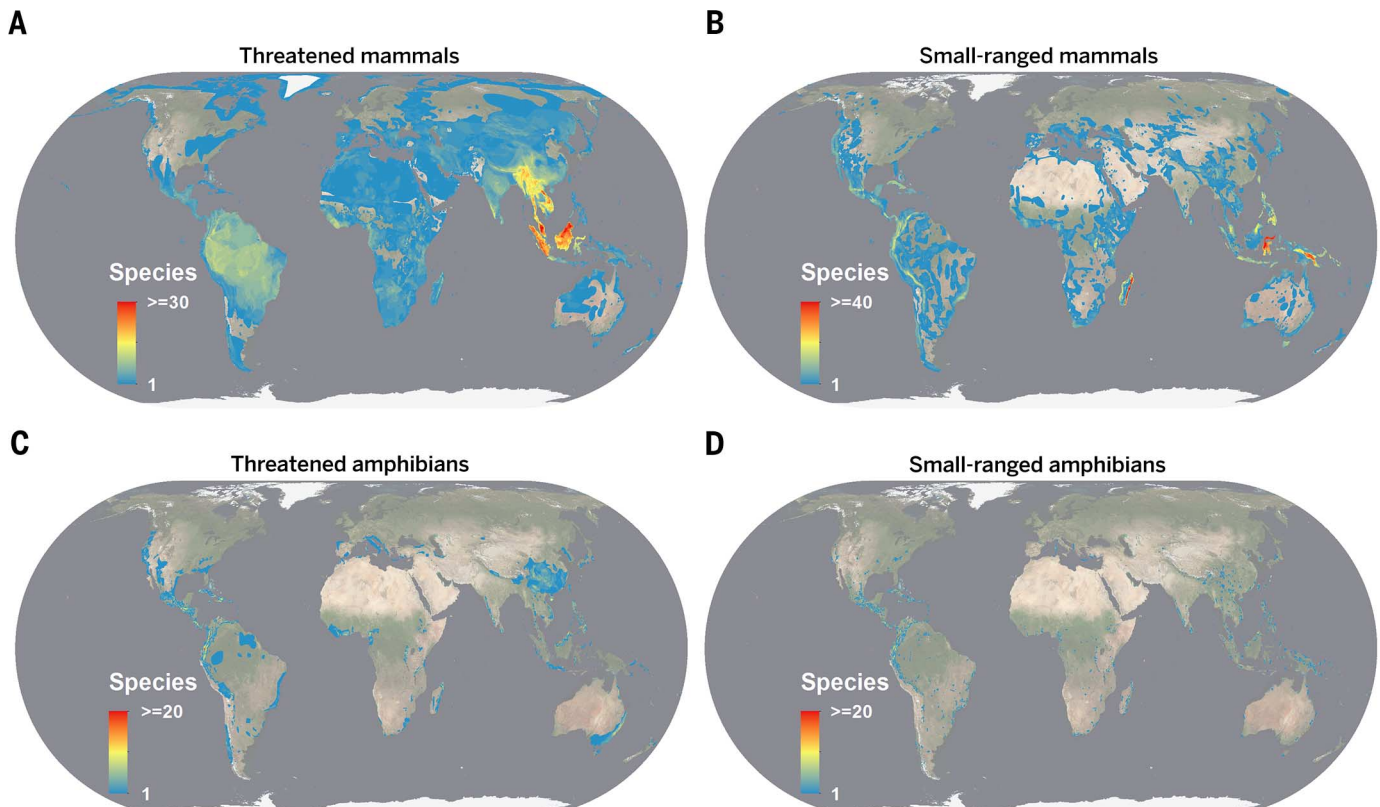 A
Threatened mammals
Species
>=30
1
B
Small-ranged mammals
Species
>=40
1
C
Threatened amphibians
Species
>=20
1
D
Small-ranged amphibians
Species
>=20
1